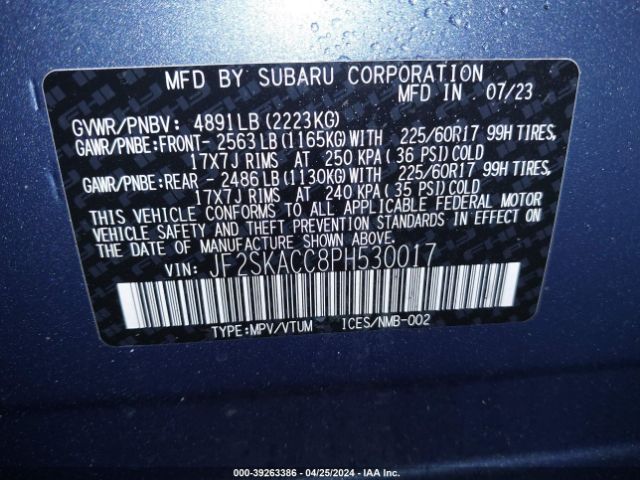 MFD BY SUBARU CORPORATION
MFD IN 07/23
GVWR/PNBV: 4891LB(2223KG)
GAWR/PNBE:FRONT- 2563LB(1165KG)WITH 225/60R17 99H TIRES,
17X7J RIMS AT 250 KPA(36 PSI)COLD
GAWR/PNBE:REAR - 2486LB(1130KG)WITH 225/60R17 99H TIRES,
17X7J RIMS AT 240 KPA(35 PSI)COLD
THIS VEHICLE CONFORMS TO ALL APPLICABLE FEDERAL MOTOR
VEHICLE SAFETY AND THEFT PREVENTION STANDARDS IN EFFECT ON
THE DATE OF MANUFACTURE SHOWN ABOVE.
VIN: JF2SKACC8PH530017
TYPE:MPV/VTUM ICES/NMB-002
000-39263386 - 04/25/2024 - IAA Inc.